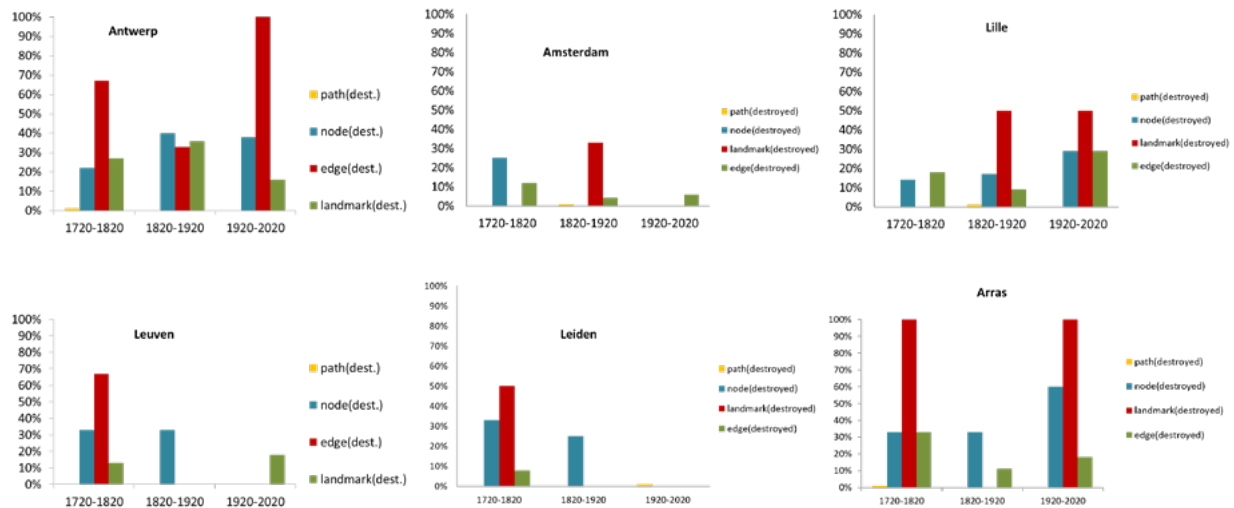 Antwerp
100%
90%
80%
70%
60%
50%
40%
30%
20%
10%
0%
1720-1820 1820-1920 1920-2020
path(dest.)
node(dest.)
edge(dest.)
landmark(dest.)
Amsterdam
100%
90%
80%
70%
60%
50%
40%
30%
20%
10%
0%
1720-1820 1820-1920 1920-2020
path(destroyed)
node(destroyed)
landmark(destroyed)
edge(destroyed)
Lille
100%
90%
80%
70%
60%
50%
40%
30%
20%
10%
0%
1720-1820 1820-1920 1920-2020
path(destroyed)
node(destroyed)
landmark(destroyed)
edge(destroyed)
Leuven
100%
90%
80%
70%
60%
50%
40%
30%
20%
10%
0%
1720-1820 1820-1920 1920-2020
path(dest.)
node(dest.)
edge(dest.)
landmark(dest.)
Leiden
100%
90%
80%
70%
60%
50%
40%
30%
20%
10%
0%
1720-1820 1820-1920 1920-2020
path(destroyed)
node(destroyed)
landmark(destroyed)
edge(destroyed)
Arras
100%
90%
80%
70%
60%
50%
40%
30%
20%
10%
0%
1720-1820 1820-1920 1920-2020
path(destroyed)
node(destroyed)
landmark(destroyed)
edge(destroyed)